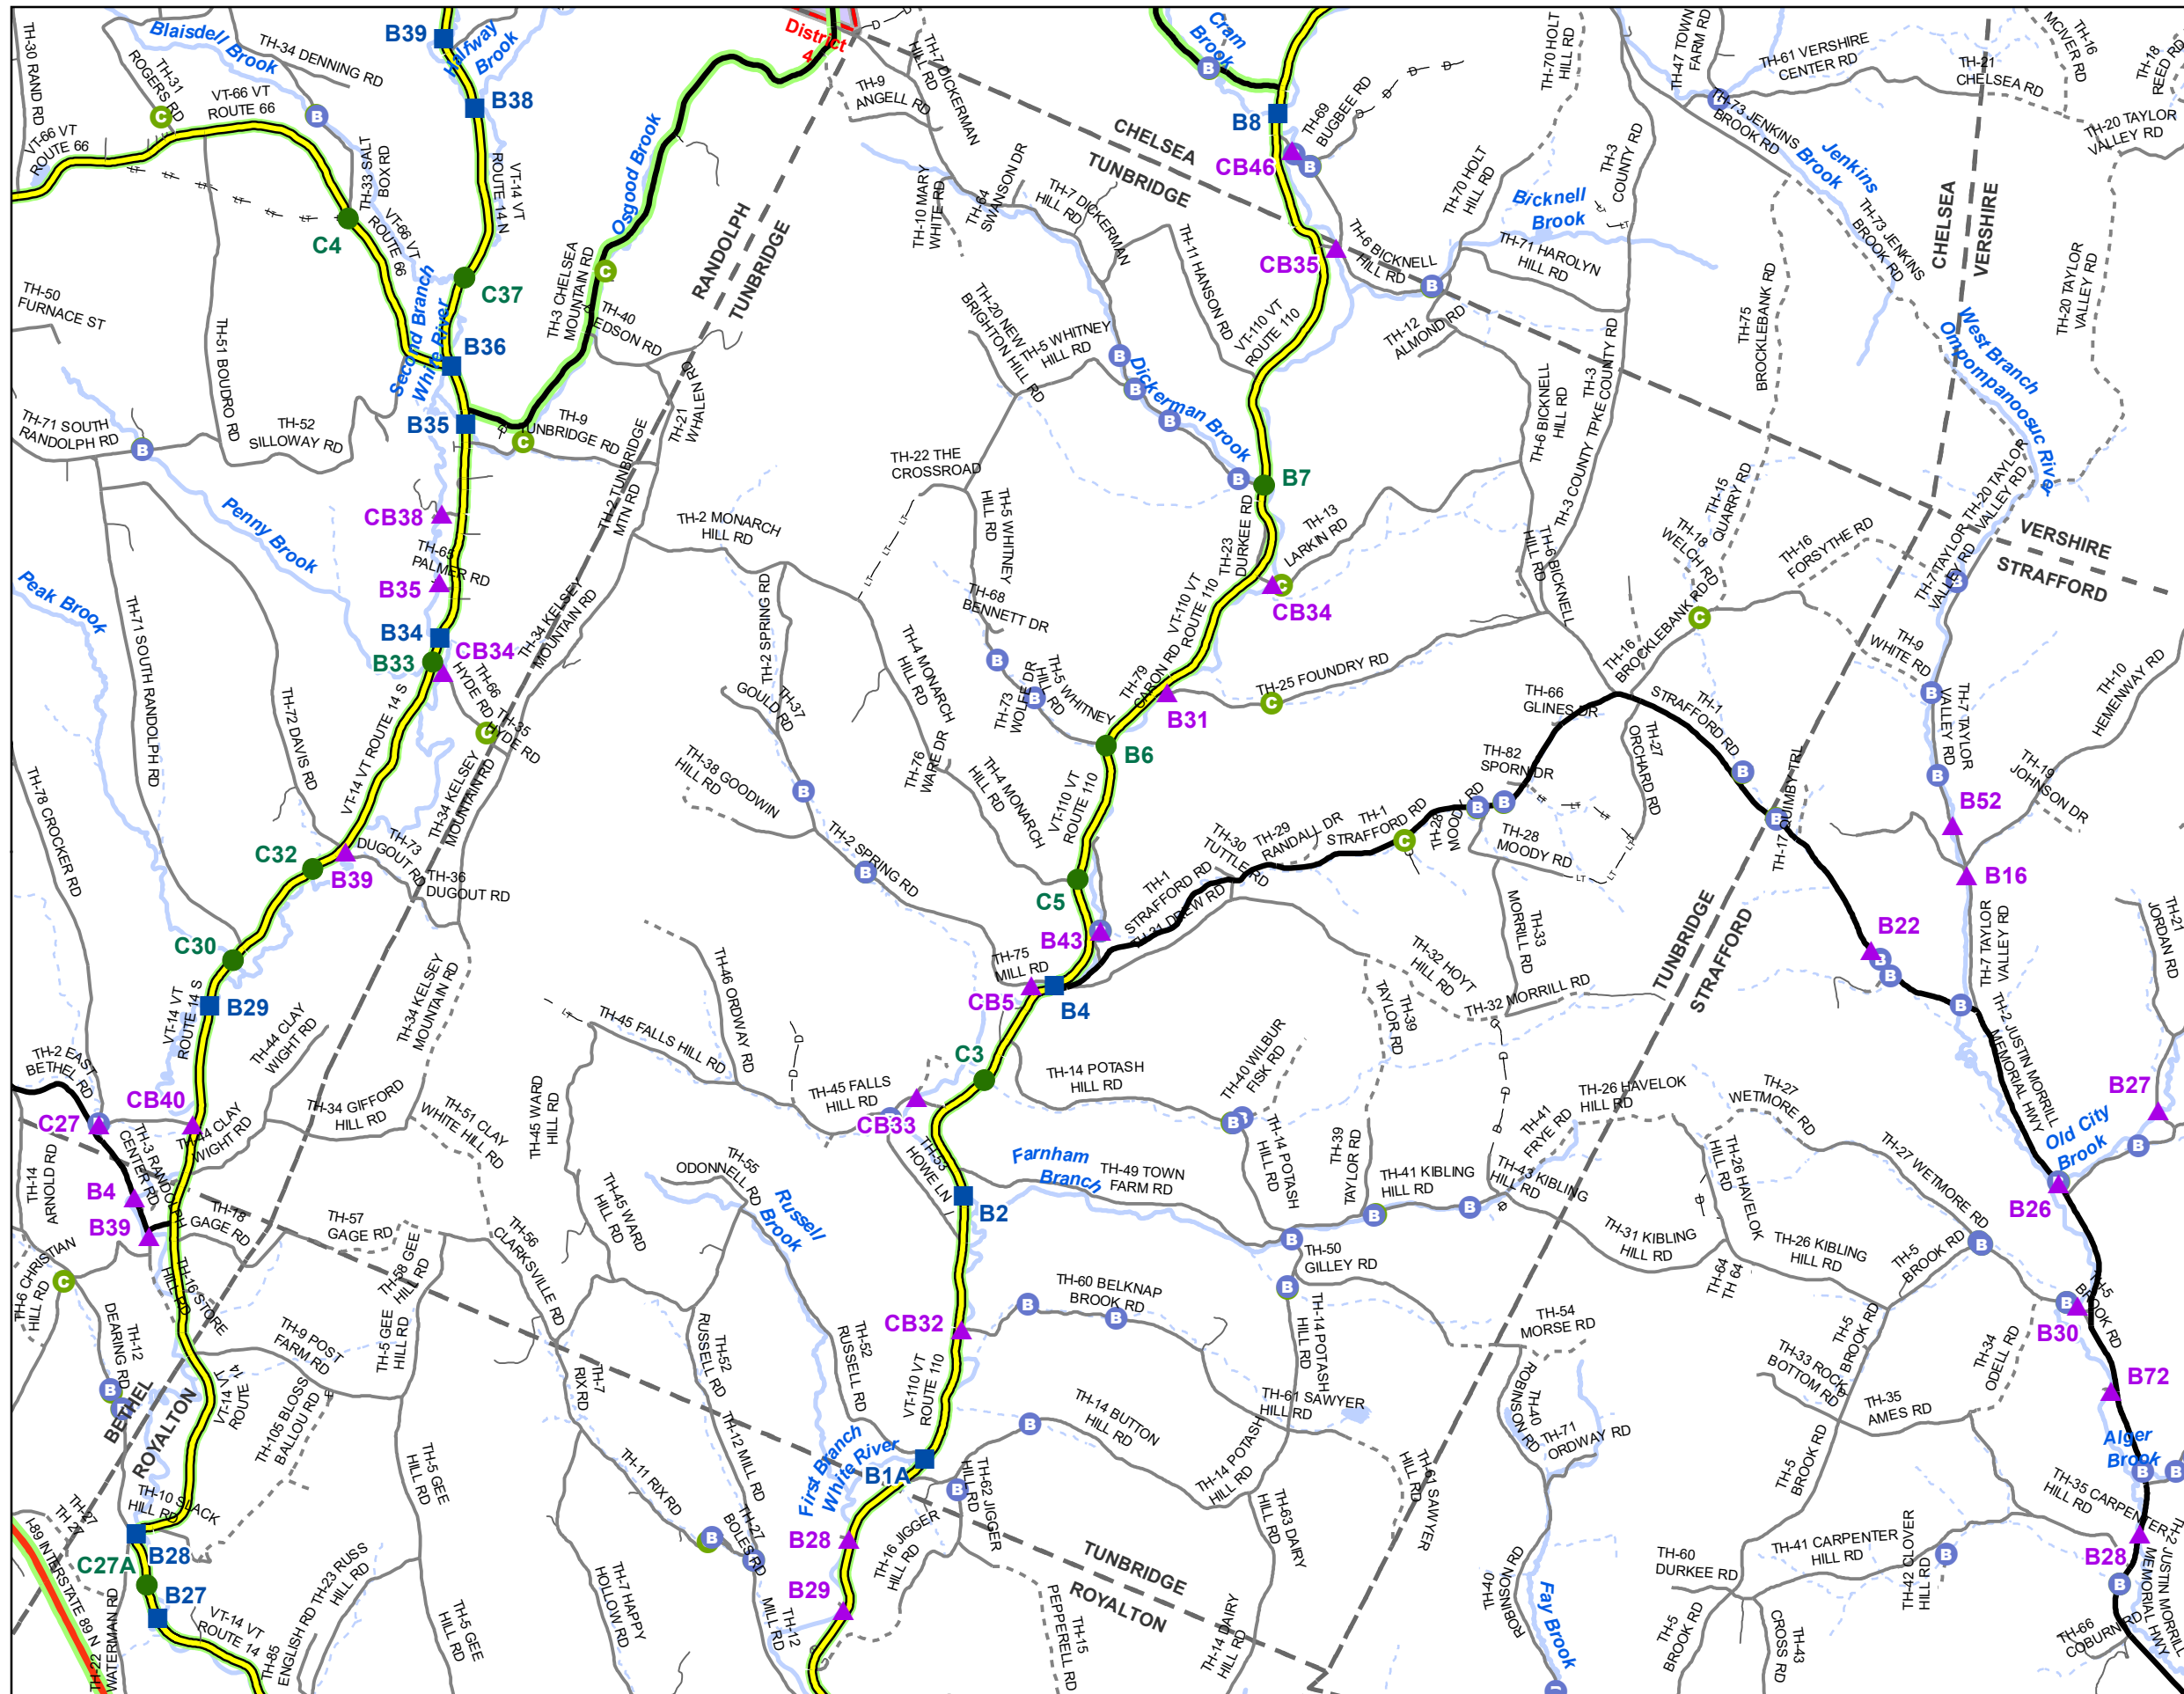 B39
Halfway
Brook
Blaisdell Brook
TH-34 DENNING RD
TH-30 RAND RD
TH-31
ROGERS RD
VT-66 VT
ROUTE 66
B38
VT-66 VT
ROUTE 66
TH-33 SALT
BOX RD
VT-14 VT
ROUTE 14 N
C4
VT-66 VT
ROUTE 66
C37
Second Branch
White River
B36
B35
TH-50
FURNACE ST
TH-51 BOUDRO RD
TH-52
SILLOWAY RD
TH-71 SOUTH
RANDOLPH RD
Penny Brook
Peak Brook
District
4
Osgood Brook
TH-3 CHELSEA
MOUNTAIN RD
TH-40
EDSON RD
TH-9
TUNBRIDGE RD
TH-21
WHALEN RD
RANDOLPH
TUNBRIDGE
TH-2 TUNBRIDGE
MTN RD
TH-9
ANGELL RD
TH-7 DICKERMAN
HILL RD
TH-10 MARY
WHITE RD
TH-64
SWANSON DR
TH-7 DICKERMAN
HILL RD
CHELSEA
TUNBRIDGE
Cram
Brook
B8
CB46
TH-69
BUGBEE RD
CB35
TH-6 BICKNELL
HILL RD
TH-70 HOLT
HILL RD
TH-70 HOLT
HILL RD
Bicknell
Brook
TH-71 HAROLYN
HILL RD
TH-3
COUNTY RD
TH-12
ALMOND RD
TH-11 HANSON RD
VT-110 VT
ROUTE 110
TH-20 NEW
BRIGHTON HILL RD
TH-5 WHITNEY
HILL RD
Dickerman Brook
B7
TH-47 TOWN
FARM RD
TH-61 VERSHIRE
CENTER RD
TH-21
CHELSEA RD
TH-16
MCIVER RD
TH-18
REED RD
TH-20 TAYLOR
VALLEY RD
TH-73 JENKINS
BROOK RD
Jenkins
Brook
TH-73 JENKINS
BROOK RD
CHELSEA
VERSHIRE
TH-20 TAYLOR
VALLEY RD
West Branch
Ompompanoosuc River
TH-75
BROCKLEBANK RD
TH-3
TH-3 COUNTY TPKE COUNTY RD
TH-6 BICKNELL
HILL RD
TH-6 BICKNELL
HILL RD
TH-15
QUARRY RD
TH-18
WELCH RD
TH-16
FORSYTHE RD
TH-20 TAYLOR
VALLEY RD
TH-7 TAYLOR
VALLEY RD
VERSHIRE
STRAFFORD
CB38
TH-65
PALMER RD
B35
B34
B33
CB34
TH-66
HYDE RD
TH-35
HYDE RD
TH-34 KELSEY
MOUNTAIN RD
TH-34 KELSEY
MOUNTAIN RD
TH-71 SOUTH RANDOLPH RD
TH-72 DAVIS RD
VT-14 VT ROUTE 14 S
TH-78 CROCKER RD
C32
B39
TH-73
DUGOUT RD
TH-36
DUGOUT RD
TH-22 THE
CROSSROAD
TH-2 MONARCH
HILL RD
TH-2 SPRING RD
TH-37
GOULD RD
TH-38 GOODWIN
HILL RD
TH-2 SPRING RD
TH-5 WHITNEY
HILL RD
TH-68
BENNETT DR
TH-4 MONARCH
HILL RD
TH-73
WOLFE DR
TH-5 WHITNEY
HILL RD
TH-76
WARE DR
TH-4 MONARCH
HILL RD
TH-23
DURKEE RD
VT-110 VT
ROUTE 110
TH-13
LARKIN RD
CB34
TH-79
CARON RD
B31
TH-25 FOUNDRY RD
B6
VT-110 VT
ROUTE 110
C5
B43
TH-75
MILL RD
CB5
B4
C3
TH-1
STRAFFORD RD
TH-31 DREW RD
TH-30
TUTTLE RD
TH-29
RANDALL DR
TH-1
STRAFFORD RD
TH-28
MOODY RD
TH-82
SPORN DR
TH-66
GLINES DR
TH-16
BROCKLEBANK RD
TH-1
STRAFFORD RD
TH-27
ORCHARD RD
TH-28
MOODY RD
TH-33
MORRILL RD
TH-32 HOYT
HILL RD
TH-32 MORRILL RD
TH-17 QUIMBY TRL
TUNBRIDGE
STRAFFORD
TH-9
WHITE RD
TH-7 TAYLOR
VALLEY RD
TH-10
HEMENWAY RD
TH-19
JOHNSON DR
B52
B16
B22
TH-7 TAYLOR
VALLEY RD
TH-21
JORDAN RD
TH-2 JUSTIN MORRILL
MEMORIAL HWY
C30
B29
VT-14 VT
ROUTE 14 S
TH-2 EAST
BETHEL RD
CB40
C27
TH-44 CLAY
WIGHT RD
TH-44 CLAY
WIGHT RD
TH-3 RANDOLPH
CENTER RD
TH-14
ARNOLD RD
B4
B39
TH-78
GAGE RD
TH-57
GAGE RD
TH-34 GIFFORD
HILL RD
TH-34 KELSEY
MOUNTAIN RD
TH-51 CLAY
WHITE HILL RD
TH-56
CLARKSVILLE RD
TH-58 GEE
HILL RD
TH-5 GEE
HILL RD
TH-6 CHRISTIAN
HILL RD
TH-16 STORE
HILL RD
TH-12
DEARING RD
TH-9 POST
FARM RD
VT-14 VT
ROUTE 14
TH-105 BLOSS
BALLOU RD
BETHEL
ROYALTON
TH-10 SLACK
HILL RD
TH-27
TH 27
I-89 INTERSTATE 89 N
B28
C27A
B27
TH-22
WATERMAN RD
VT-14 VT
ROUTE 14
TH-85
ENGLISH RD
TH-23 RUSS
HILL RD
TH-5 GEE
HILL RD
TH-5 GEE
HILL RD
TH-46 ORDWAY RD
TH-45 FALLS HILL RD
TH-45 FALLS
HILL RD
CB33
TH-45 WARD
HILL RD
TH-45 WARD
HILL RD
TH-55
ODONNELL RD
Russell
Brook
TH-53
HOWE LN
B2
TH-52
RUSSELL RD
TH-52
RUSSELL RD
TH-7
RIX RD
TH-11 RIX RD
TH-12 MILL RD
TH-27
BOLES RD
TH-7 HAPPY
HOLLOW RD
TH-12
MILL RD
First Branch
White River
CB32
VT-110 VT
ROUTE 110
B1A
B28
B29
TH-16 JIGGER
HILL RD
TH-62 JIGGER
HILL RD
TH-14 POTASH
HILL RD
TH-40 WILBUR
FISK RD
TH-39
TAYLOR RD
Farnham
Branch
TH-49 TOWN
FARM RD
TH-14 POTASH
HILL RD
TH-39
TAYLOR RD
TH-41 KIBLING
HILL RD
TH-43 KIBLING
HILL RD
TH-41
FRYE RD
TH-26 HAVELOK
HILL RD
TH-50
GILLEY RD
TH-60 BELKNAP
BROOK RD
TH-14 POTASH
HILL RD
TH-54
MORSE RD
TH-61 SAWYER
HILL RD
TH-14 BUTTON
HILL RD
TH-14 POTASH
HILL RD
TH-61 SAWYER
HILL RD
TH-63 DAIRY
HILL RD
TH-14 DAIRY
HILL RD
TH-15
PEPPERELL RD
TUNBRIDGE
ROYALTON
TH-27
WETMORE RD
TH-27 WETMORE RD
TH-26 HAVELOK
HILL RD
TH-31 KIBLING
HILL RD
TH-26 KIBLING
HILL RD
TH-64
TH 64
TH-5
BROOK RD
Old City
Brook
B27
B26
B30
TH-5
BROOK RD
B72
TH-5
BROOK RD
TH-34
ODELL RD
TH-33 ROCK
BOTTOM RD
TH-35
AMES RD
TH-40
ROBINSON RD
TH-71
ORDWAY RD
TH-40
ROBINSON RD
Fay Brook
TH-5
BROOK RD
TH-60
DURKEE RD
TH-41 CARPENTER
HILL RD
TH-42 CLOVER
HILL RD
TH-35 CARPENTER
HILL RD
Alger
Brook
B28
TH-2 JUSTIN MORRILL
MEMORIAL HWY
TH-66
COBURN RD
TH-5
BROOK RD
TH-43
CROSS RD